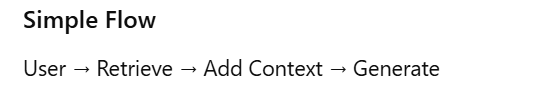 Simple Flow
User → Retrieve → Add Context → Generate